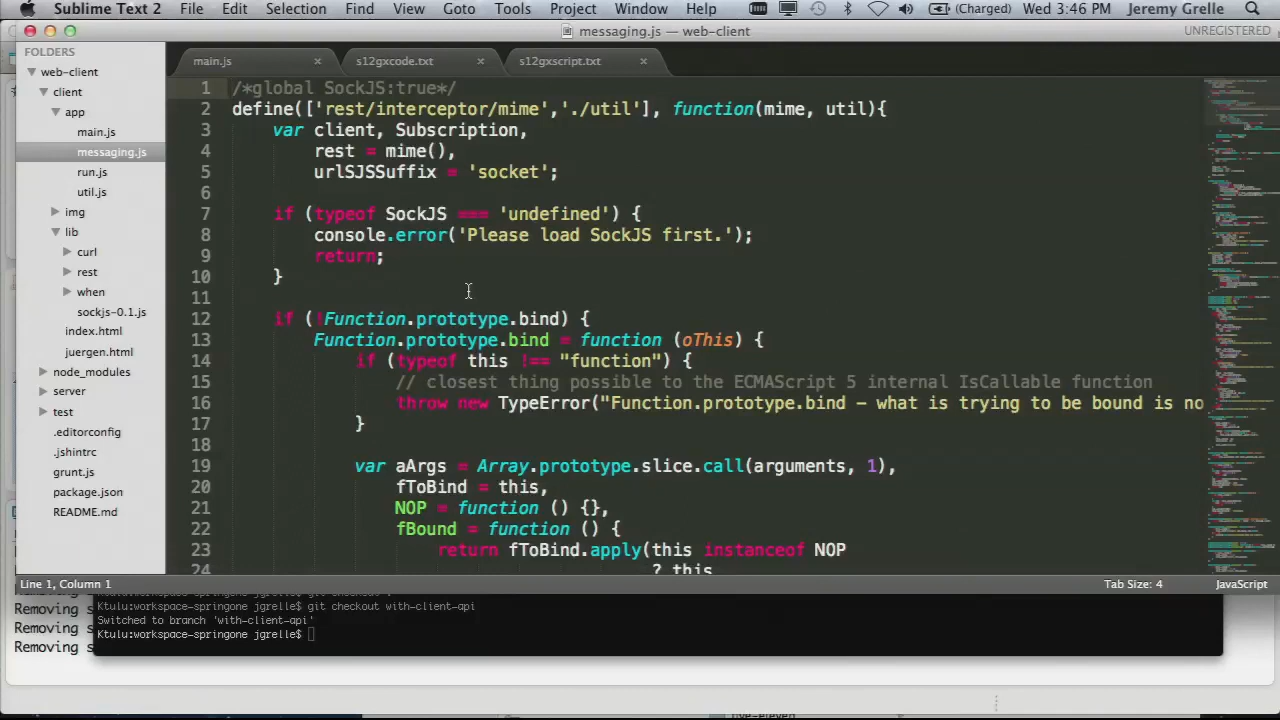 Sublime Text 2 File Edit Selection Find View Goto Tools Project Window Help (Charged) Wed 3:46 PM Jeremy Grelle
messaging.js — web-client UNREGISTERED
FOLDERS
web-client
client
app
main.js
messaging.js
run.js
util.js
img
lib
curl
rest
when
sockjs-0.1.js
index.html
juergen.html
node_modules
server
test
.editorconfig
.jshintrc
grunt.js
package.json
README.md
main.js × s12gxcode.txt × s12gxscript.txt ×
1 /*global SockJS:true*/
2 define(['rest/interceptor/mime','./util'], function(mime, util){
3 var client, Subscription,
4 rest = mime(),
5 urlSJSSuffix = 'socket';
6
7 if (typeof SockJS === 'undefined') {
8 console.error('Please load SockJS first.');
9 return;
10 }
11
12 if (!Function.prototype.bind) {
13 Function.prototype.bind = function (oThis) {
14 if (typeof this !== "function") {
15 // closest thing possible to the ECMAScript 5 internal IsCallable function
16 throw new TypeError("Function.prototype.bind - what is trying to be bound is no
17 }
18
19 var aArgs = Array.prototype.slice.call(arguments, 1),
20 fToBind = this,
21 NOP = function () {},
22 fBound = function () {
23 return fToBind.apply(this instanceof NOP
24 ? this
Line 1, Column 1 Tab Size: 4 JavaScript
Removing s
Removing s
Removing s
Ktulu:workspace-springone jgrelle$ git checkout with-client-api
Switched to branch 'with-client-api'
Ktulu:workspace-springone jgrelle$